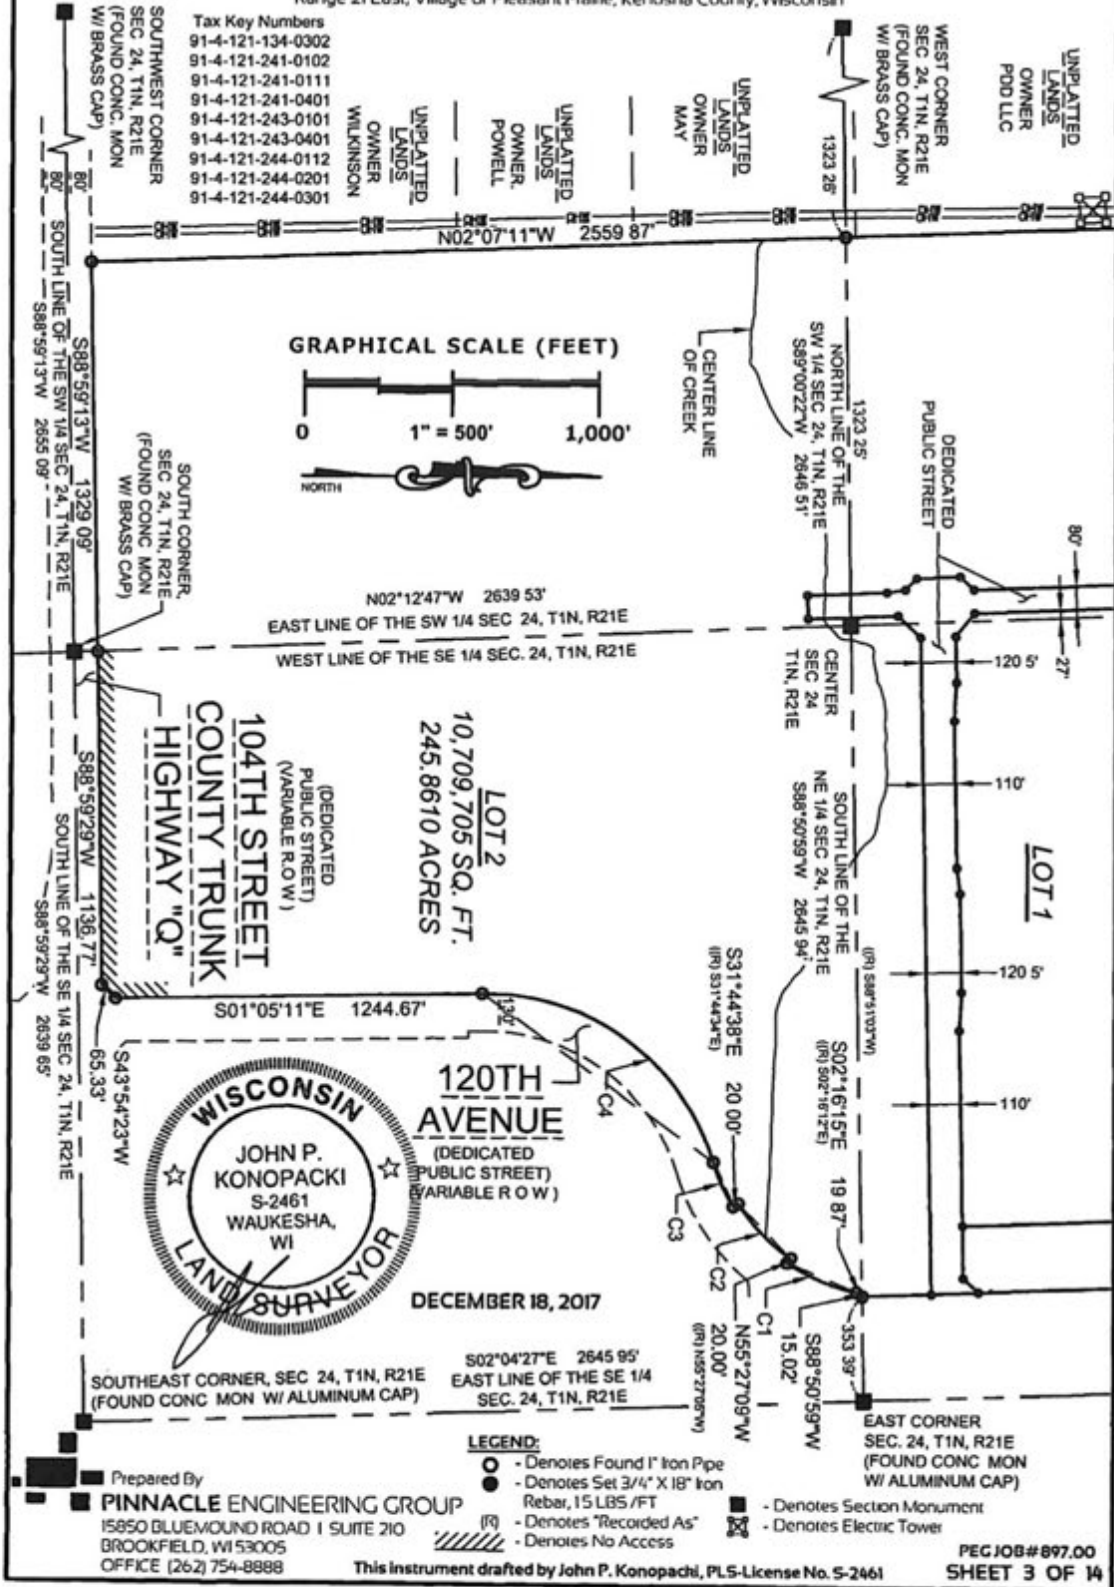 Range 21 East, Village of Pleasant Prairie, Kenosha County, Wisconsin
Tax Key Numbers
91-4-121-134-0302
91-4-121-241-0102
91-4-121-241-0111
91-4-121-241-0401
91-4-121-243-0101
91-4-121-243-0401
91-4-121-244-0112
91-4-121-244-0201
91-4-121-244-0301
SOUTHWEST CORNER
SEC 24, T1N, R21E
(FOUND CONC. MON
W/ BRASS CAP)
UNPLATTED
LANDS
OWNER
WILKINSON
UNPLATTED
LANDS
OWNER.
POWELL
UNPLATTED
LANDS
OWNER
MAY
WEST CORNER
SEC 24, T1N, R21E
(FOUND CONC. MON
W/ BRASS CAP)
UNPLATTED
LANDS
OWNER
PDD LLC
1323 26'
80'
80'
N02°07'11"W 2559 87'
SOUTH LINE OF THE SW 1/4 SEC 24, T1N, R21E
S88°59'13"W 2655 09'
S88°59'13"W 1329 09'
GRAPHICAL SCALE (FEET)
0 1" = 500' 1,000'
NORTH
CENTER LINE
OF CREEK
NORTH LINE OF THE
SW 1/4 SEC 24, T1N, R21E
S89°00'22"W 2646 51'
1323 25'
DEDICATED
PUBLIC STREET
80'
27'
SOUTH CORNER,
SEC 24, T1N, R21E
(FOUND CONC MON
W/ BRASS CAP)
N02°12'47"W 2639 53'
EAST LINE OF THE SW 1/4 SEC 24, T1N, R21E
WEST LINE OF THE SE 1/4 SEC. 24, T1N, R21E
CENTER
SEC 24
T1N, R21E
120 5'
110'
120 5'
110'
LOT 1
104TH STREET
COUNTY TRUNK
HIGHWAY "Q"
(DEDICATED
PUBLIC STREET)
(VARIABLE R.O W )
LOT 2
10,709,705 SQ. FT.
245.8610 ACRES
SOUTH LINE OF THE
NE 1/4 SEC 24, T1N, R21E
S88°50'59"W 2645 94'
((R) S88°51'03"W)
S88°59'29"W 1136.77'
SOUTH LINE OF THE SE 1/4 SEC 24, T1N, R21E
S88°59'29"W 2639 65'
S01°05'11"E 1244.67'
S43°54'23"W
65.33'
130'
S31°44'38"E 20 00'
((R) S31°44'34"E)
S02°16'15"E 19 87'
((R) S02°16'12"E)
C4
C3
C2
C1
120TH
AVENUE
(DEDICATED
PUBLIC STREET)
(VARIABLE R O W )
N55°27'09"W
20.00'
((R) N55°27'05"W)
S88°50'59"W
15.02'
353 39'
WISCONSIN
JOHN P.
KONOPACKI
S-2461
WAUKESHA,
WI
LAND SURVEYOR
DECEMBER 18, 2017
SOUTHEAST CORNER, SEC 24, T1N, R21E
(FOUND CONC MON W/ ALUMINUM CAP)
S02°04'27"E 2645 95'
EAST LINE OF THE SE 1/4
SEC. 24, T1N, R21E
EAST CORNER
SEC. 24, T1N, R21E
(FOUND CONC MON
W/ ALUMINUM CAP)
LEGEND:
- Denotes Found 1" Iron Pipe
- Denotes Set 3/4" X 18" Iron
Rebar, 1 5 LBS /FT
(R) - Denotes "Recorded As"
- Denotes No Access
- Denotes Section Monument
- Denotes Electric Tower
Prepared By
PINNACLE ENGINEERING GROUP
15850 BLUEMOUND ROAD | SUITE 210
BROOKFIELD, WI 53005
OFFICE (262) 754-8888
This instrument drafted by John P. Konopacki, PLS-License No. S-2461
PEG JOB#897.00
SHEET 3 OF 14